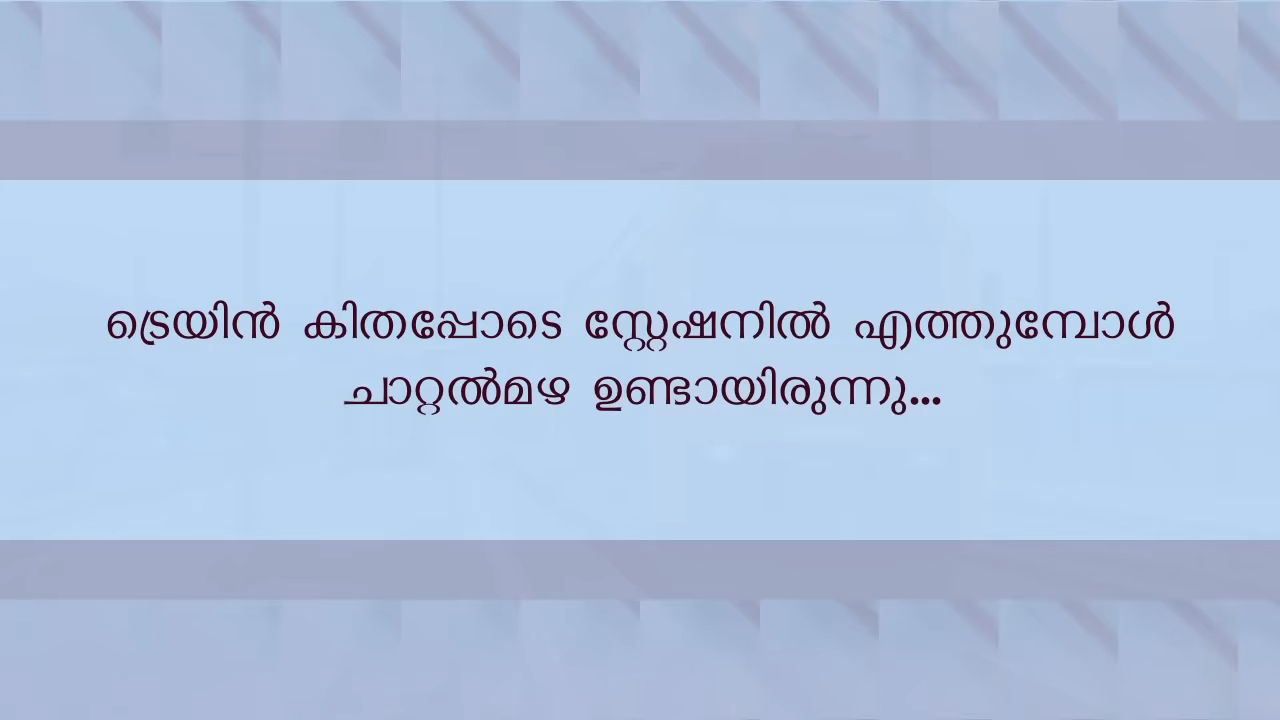 ട്രെയിൻ കിതപ്പോടെ സ്റ്റേഷനിൽ എത്തുമ്പോൾ
ചാറ്റൽമഴ ഉണ്ടായിരുന്നു...